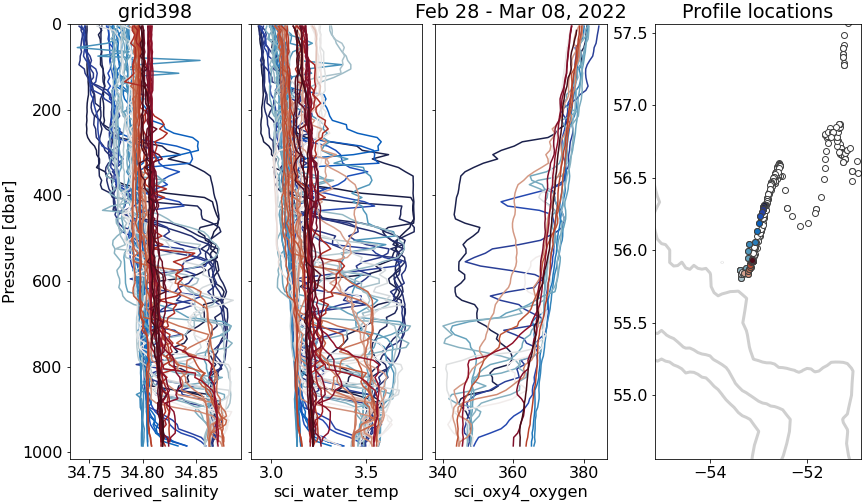 grid398
Feb 28 - Mar 08, 2022
Profile locations
Pressure [dbar]
0
200
400
600
800
1000
34.75 34.80 34.85
derived_salinity
3.0 3.5
sci_water_temp
340 360 380
sci_oxy4_oxygen
57.5
57.0
56.5
56.0
55.5
55.0
−54 −52